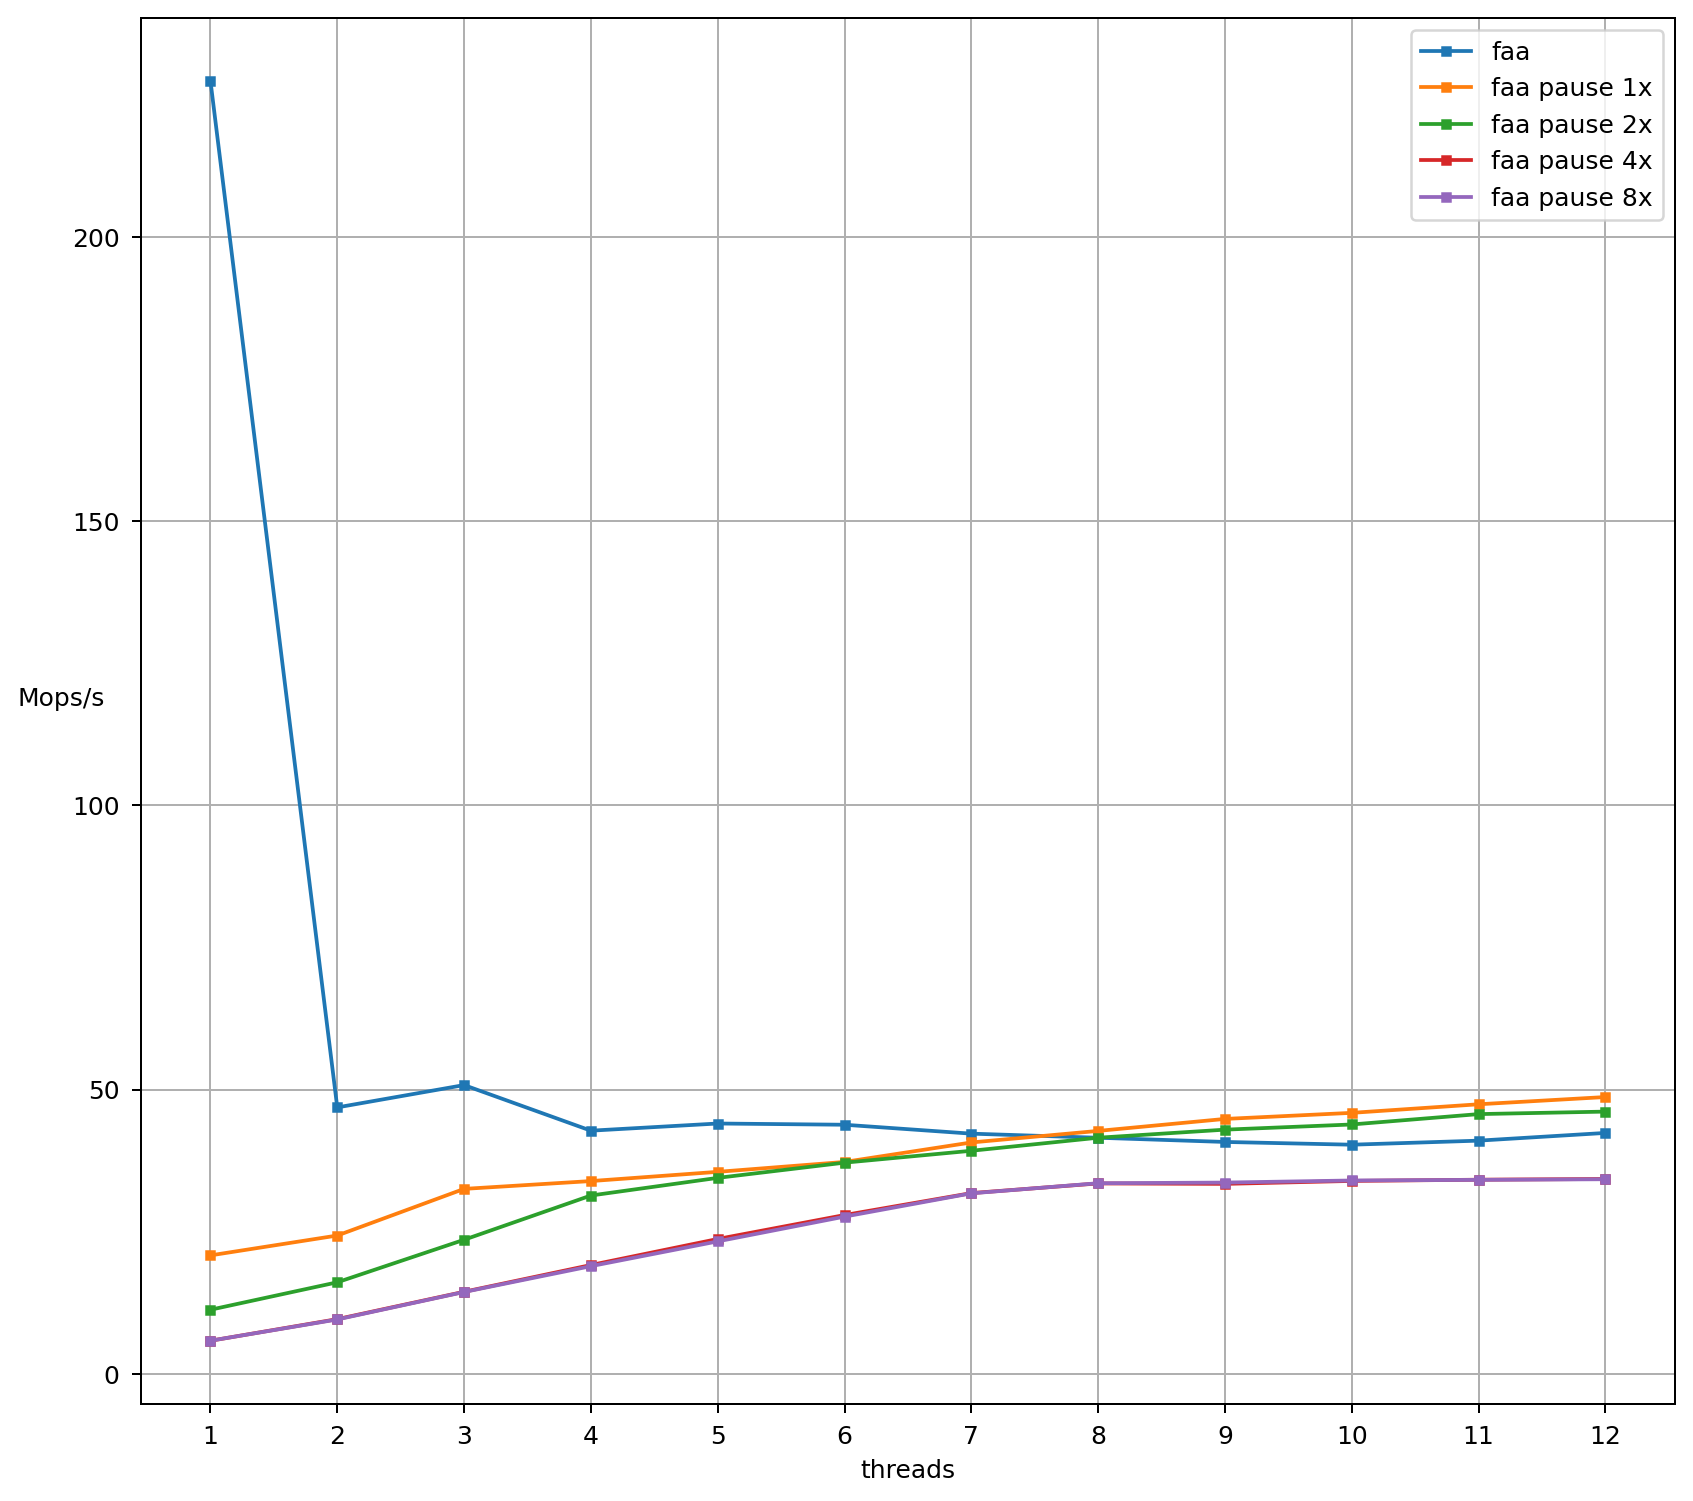 faa
faa pause 1x
faa pause 2x
faa pause 4x
faa pause 8x
200
150
Mops/s
100
50
0
1 2 3 4 5 6 7 8 9 10 11 12
threads